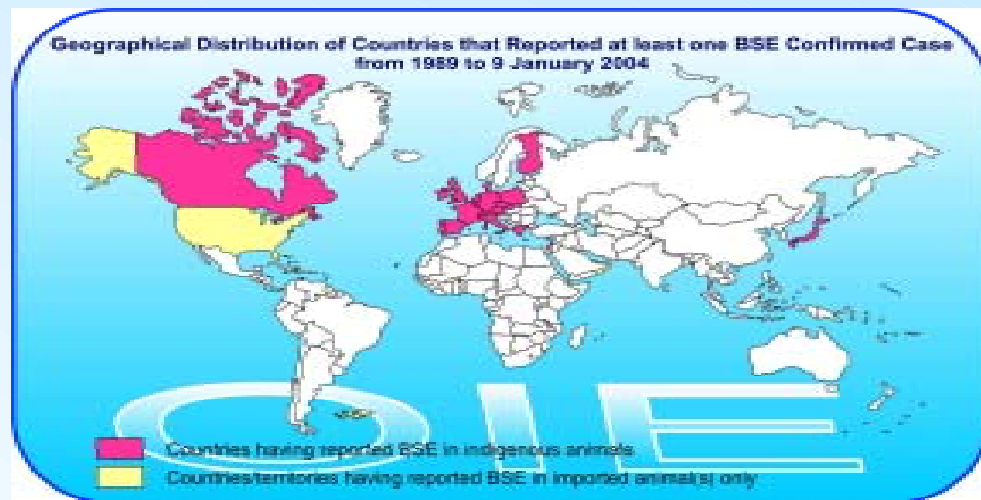 Geographical Distribution of Countries that Reported at least one BSE Confirmed Case
from 1989 to 9 January 2004
OIE
Countries having reported BSE in indigenous animals
Countries/territories having reported BSE in imported animal(s) only